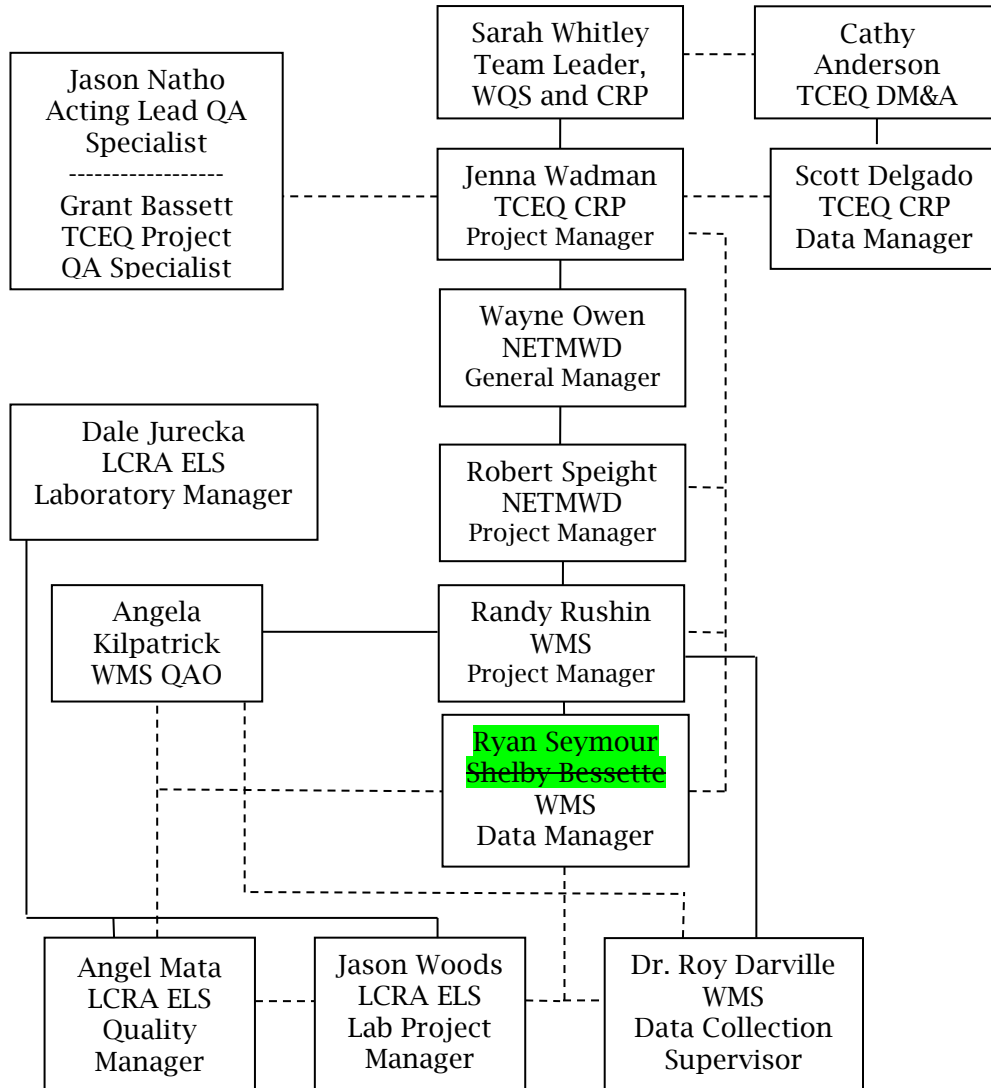 Sarah Whitley
Team Leader,
WQS and CRP
Cathy
Anderson
TCEQ DM&A
Jason Natho
Acting Lead QA
Specialist
------------------
Grant Bassett
TCEQ Project
QA Specialist
Jenna Wadman
TCEQ CRP
Project Manager
Scott Delgado
TCEQ CRP
Data Manager
Wayne Owen
NETMWD
General Manager
Dale Jurecka
LCRA ELS
Laboratory Manager
Robert Speight
NETMWD
Project Manager
Angela
Kilpatrick
WMS QAO
Randy Rushin
WMS
Project Manager
Ryan Seymour
Shelby Bessette
WMS
Data Manager
Angel Mata
LCRA ELS
Quality
Manager
Jason Woods
LCRA ELS
Lab Project
Manager
Dr. Roy Darville
WMS
Data Collection
Supervisor